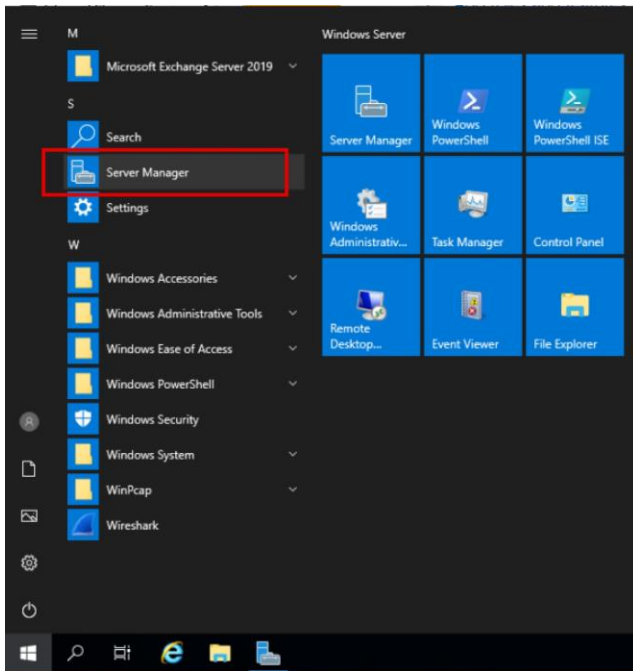 M
Microsoft Exchange Server 2019
S
Search
Server Manager
Settings
W
Windows Accessories
Windows Administrative Tools
Windows Ease of Access
Windows PowerShell
Windows Security
Windows System
WinPcap
Wireshark
Windows Server
Server Manager
Windows
PowerShell
Windows
PowerShell ISE
Windows
Administrativ...
Task Manager
Control Panel
Remote
Desktop...
Event Viewer
File Explorer